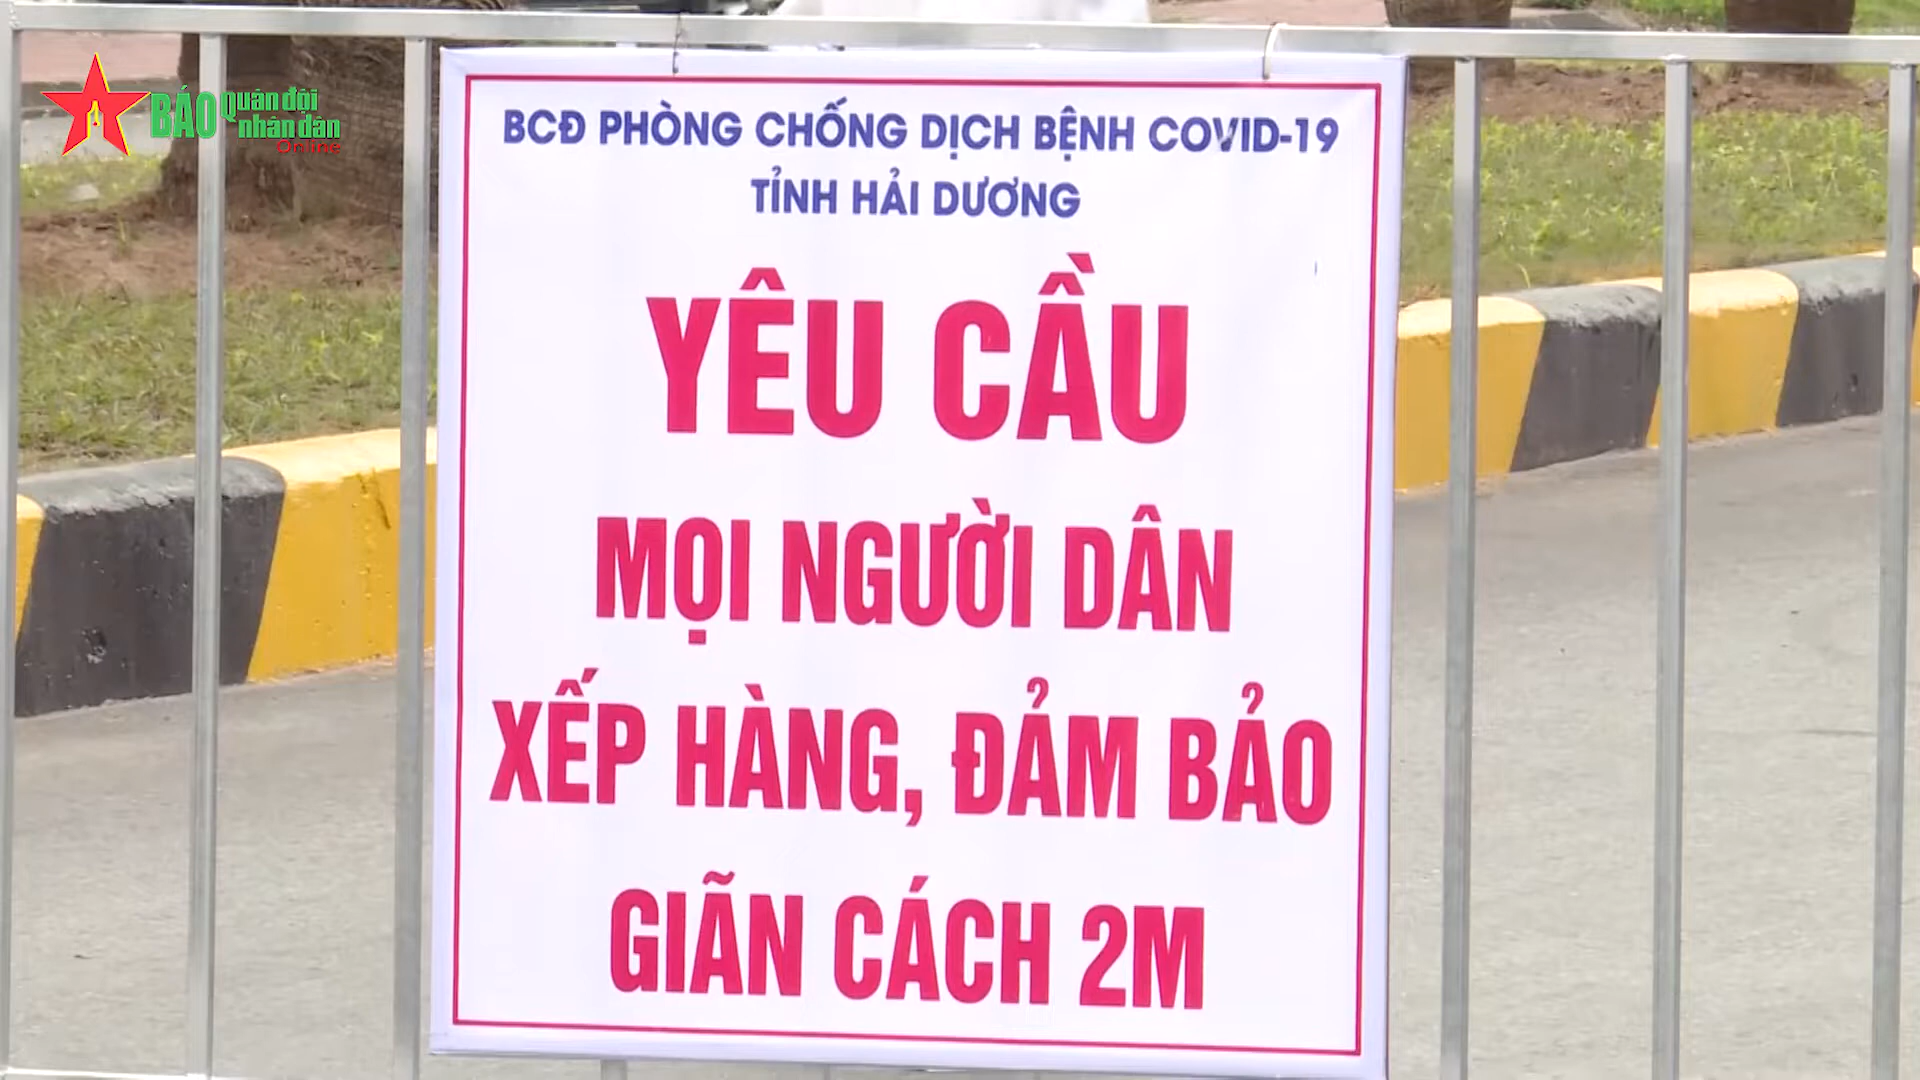 BÁO Quân đội
nhân dân
Online
BCĐ PHÒNG CHỐNG DỊCH BỆNH COVID-19
TỈNH HẢI DƯƠNG
YÊU CẦU
MỌI NGƯỜI DÂN
XẾP HÀNG, ĐẢM BẢO
GIÃN CÁCH 2M